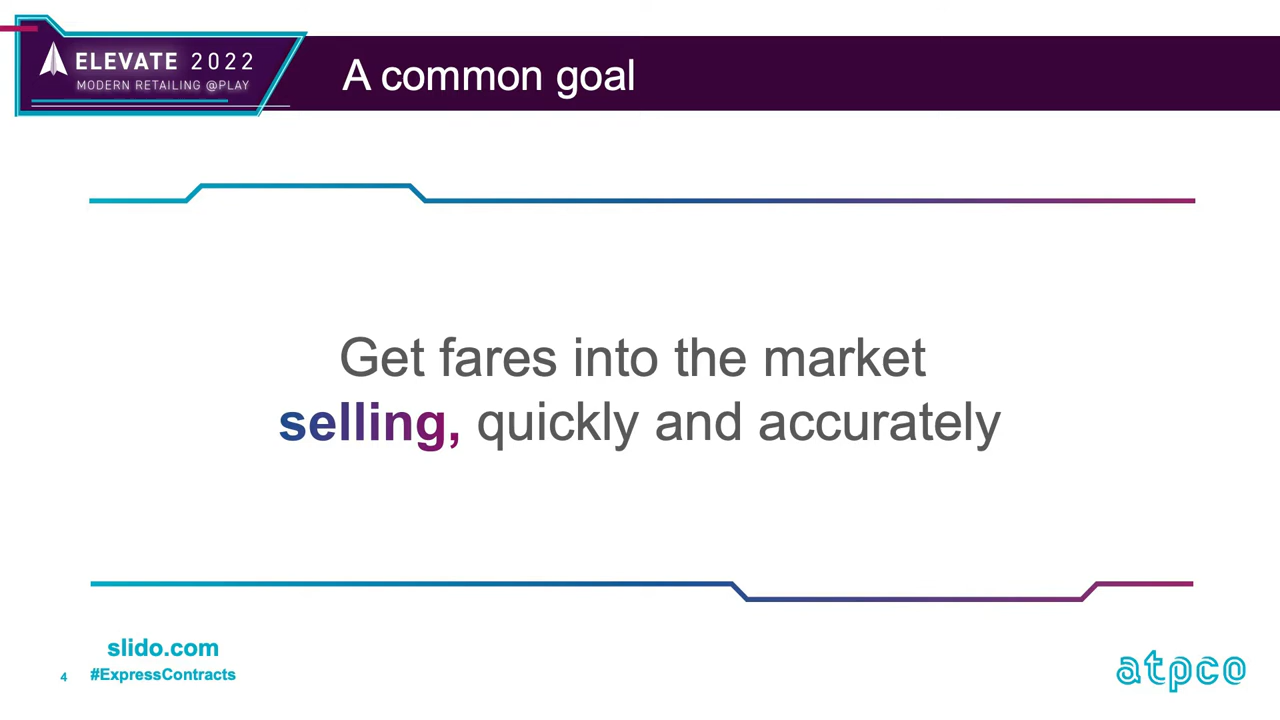 ELEVATE 2022
MODERN RETAILING @PLAY
A common goal
Get fares into the market
selling, quickly and accurately
slido.com
4
#ExpressContracts
atpco